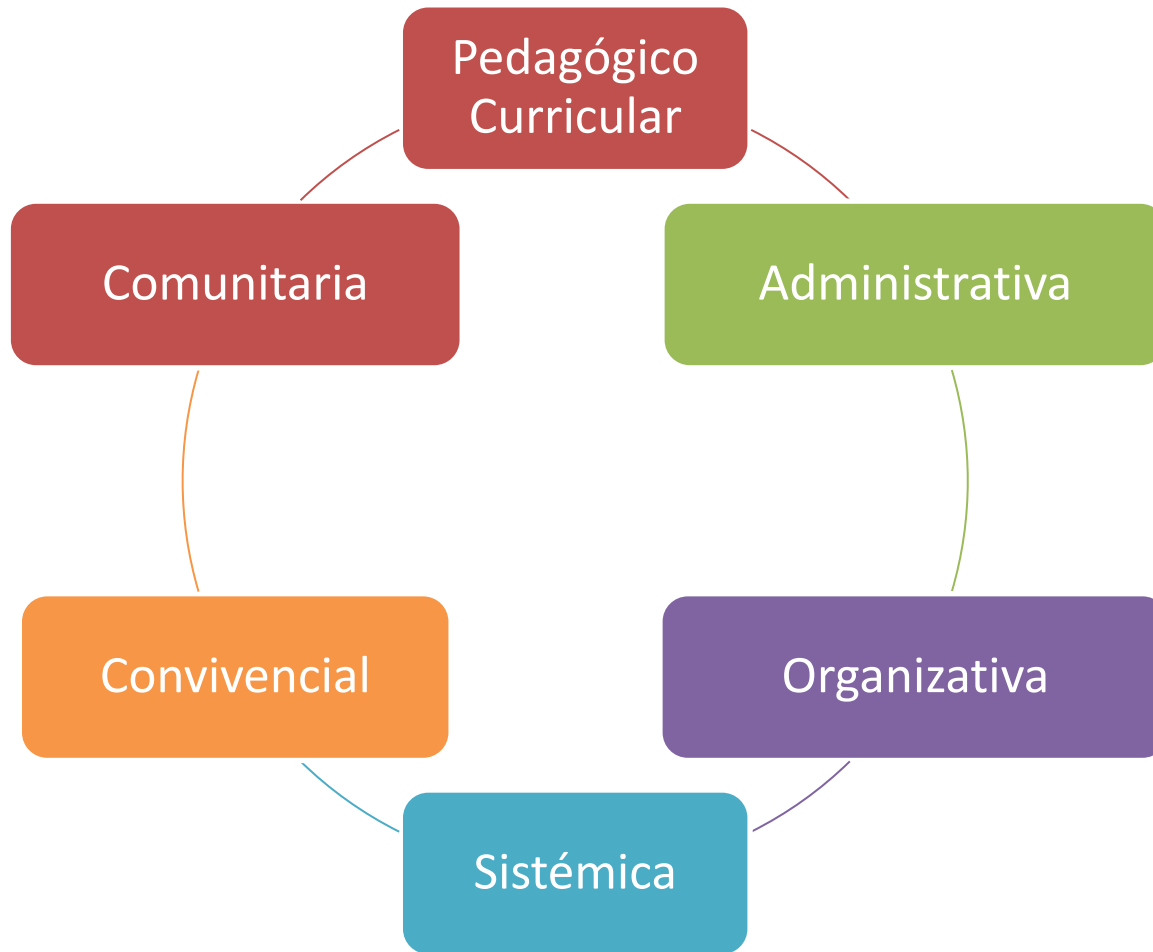 Pedagógico
Curricular
Comunitaria
Administrativa
Convivencial
Organizativa
Sistémica